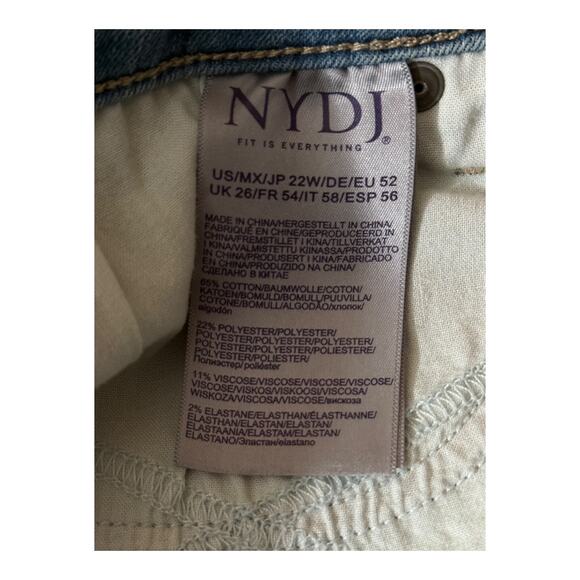 NYDJ®
FIT IS EVERYTHING
US/MX/JP 22W/DE/EU 52
UK 26/FR 54/IT 58/ESP 56
MADE IN CHINA/HERGESTELLT IN CHINA/
FABRIQUÉ EN CHINE/GEPRODUCEERD IN
CHINA/FREMSTILLET I KINA/TILLVERKAT
I KINA/VALMISTETTU KIINASSA/PRODOTTO
IN CHINA/PRODUSERT I KINA/FABRICADO
EN CHINA/PRODUZIDO NA CHINA/
СДЕЛАНО В КИТАЕ
65% COTTON/BAUMWOLLE/COTON/
KATOEN/BOMULD/BOMULL/PUUVILLA/
COTONE/BOMULL/ALGODÃO/хлопок/
algodón
22% POLYESTER/POLYESTER/
POLYESTER/POLYESTER/POLYESTER/
POLYESTER/POLYESTER/POLIESTERE/
POLYESTER/POLIESTER/
Полиэстер/ poliéster
11% VISCOSE/VISCOSE/VISCOSE/VISCOSE/
VISCOSE/VISKOS/VISKOOSI/VISCOSA/
WISKOZA/VISCOSA/VISCOSE/вискоза
2% ELASTANE/ELASTHAN/ÉLASTHANNE/
ELASTHAN/ELASTAN/ELASTAN/
ELASTAANIA/ELASTAM/ELASTAN/
ELASTANO/Эластан/elastano